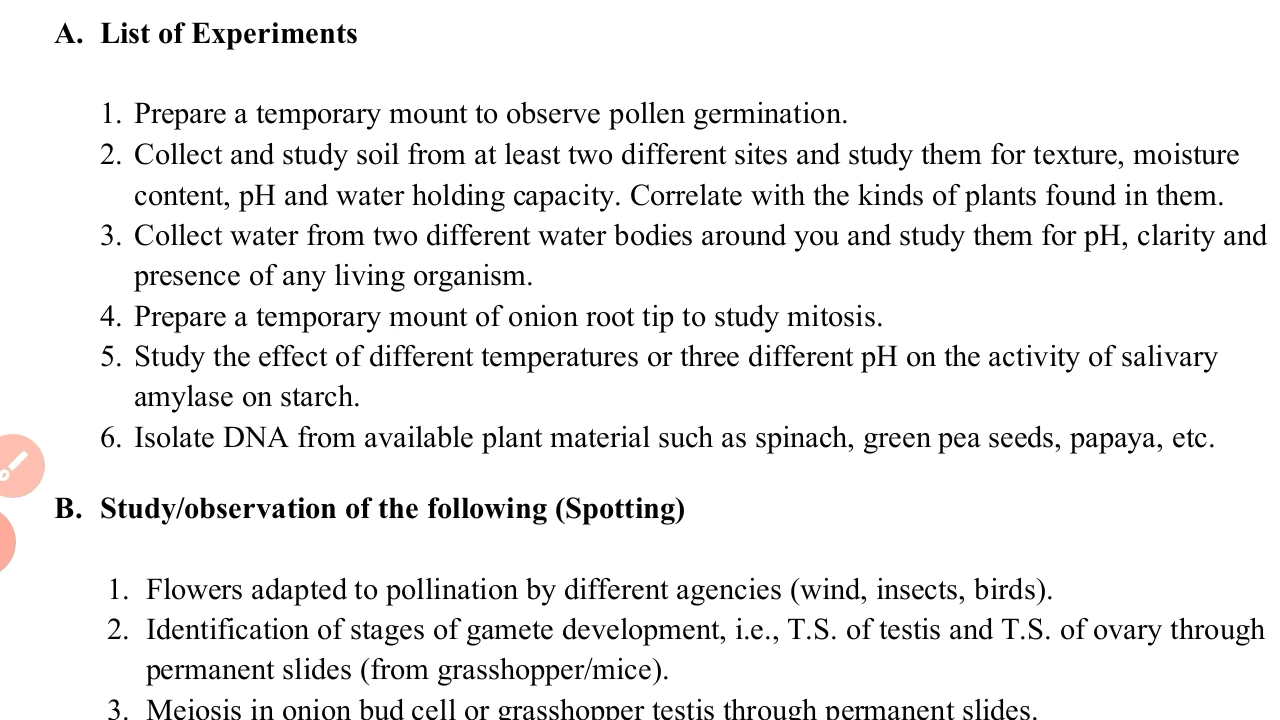 A. List of Experiments
1. Prepare a temporary mount to observe pollen germination.
2. Collect and study soil from at least two different sites and study them for texture, moisture
content, pH and water holding capacity. Correlate with the kinds of plants found in them.
3. Collect water from two different water bodies around you and study them for pH, clarity and
presence of any living organism.
4. Prepare a temporary mount of onion root tip to study mitosis.
5. Study the effect of different temperatures or three different pH on the activity of salivary
amylase on starch.
6. Isolate DNA from available plant material such as spinach, green pea seeds, papaya, etc.
B. Study/observation of the following (Spotting)
1. Flowers adapted to pollination by different agencies (wind, insects, birds).
2. Identification of stages of gamete development, i.e., T.S. of testis and T.S. of ovary through
permanent slides (from grasshopper/mice).
3. Meiosis in onion bud cell or grasshopper testis through permanent slides.